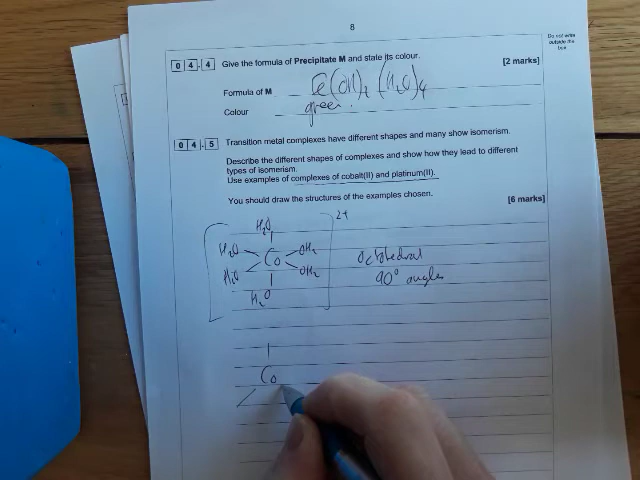 8
Do not write
outside the
box
0 4 . 4 Give the formula of Precipitate M and state its colour.
[2 marks]
Formula of M Fe(OH)2 (H2O)4
Colour green.
0 4 . 5 Transition metal complexes have different shapes and many show isomerism.
Describe the different shapes of complexes and show how they lead to different
types of isomerism.
Use examples of complexes of cobalt(II) and platinum(II).
You should draw the structures of the examples chosen.
[6 marks]
2+
H2O
H2O OH2
Co
H2O OH2
H2O
octahedral
90° angles
Co